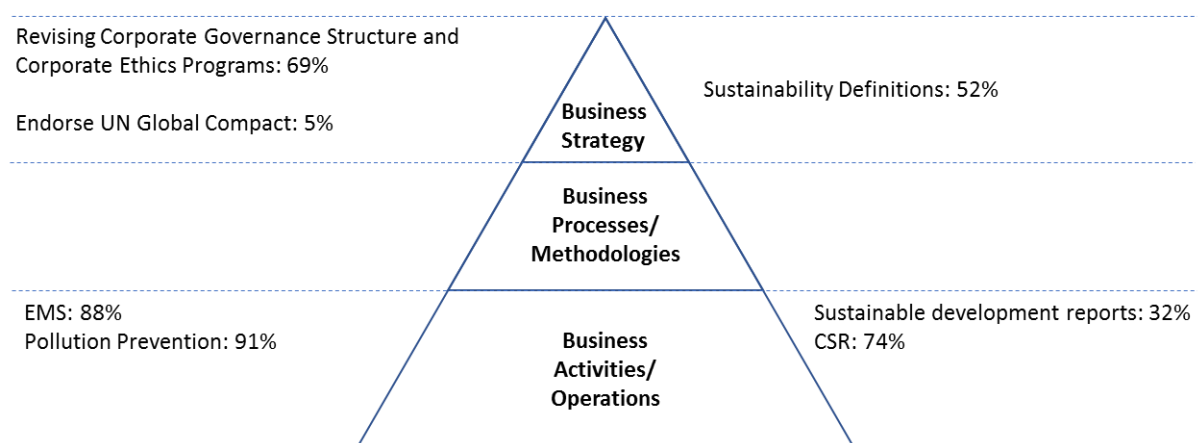 Revising Corporate Governance Structure and
Corporate Ethics Programs: 69%
Endorse UN Global Compact: 5%
Business
Strategy
Sustainability Definitions: 52%
Business
Processes/
Methodologies
EMS: 88%
Pollution Prevention: 91%
Business
Activities/
Operations
Sustainable development reports: 32%
CSR: 74%